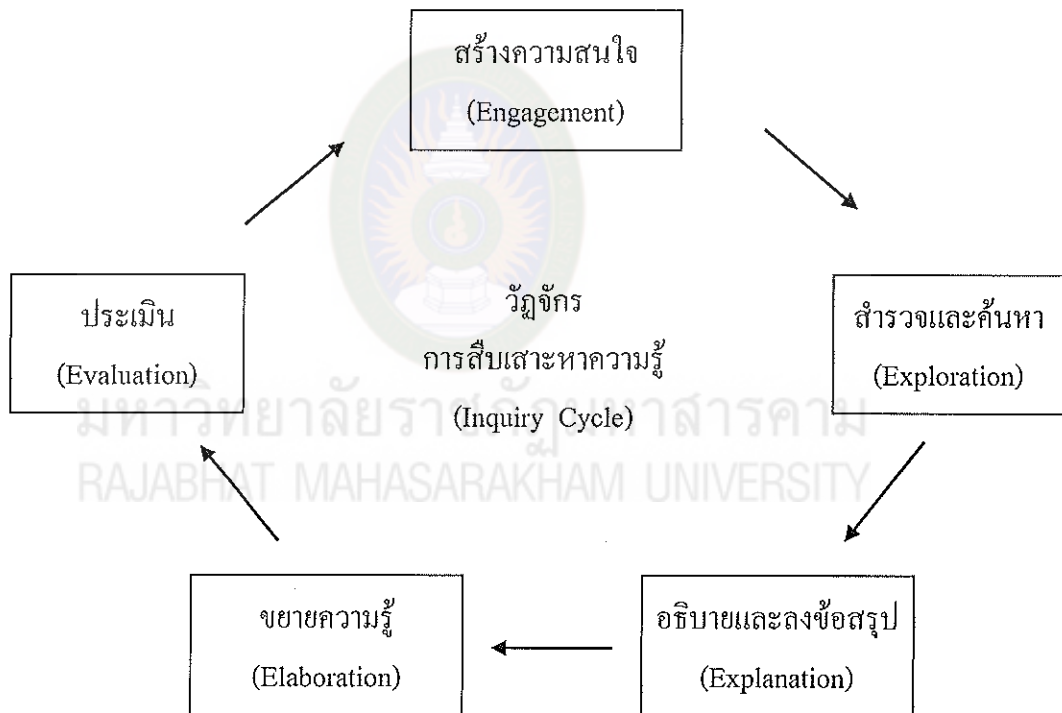 สร้างความสนใจ
(Engagement)
สำรวจและค้นหา
(Exploration)
อธิบายและลงข้อสรุป
(Explanation)
ขยายความรู้
(Elaboration)
ประเมิน
(Evaluation)
วัฏจักร
การสืบเสาะหาความรู้
(Inquiry Cycle)
มหาวิทยาลัยราชภัฏมหาสารคาม
RAJABHAT MAHASARAKHAM UNIVERSITY